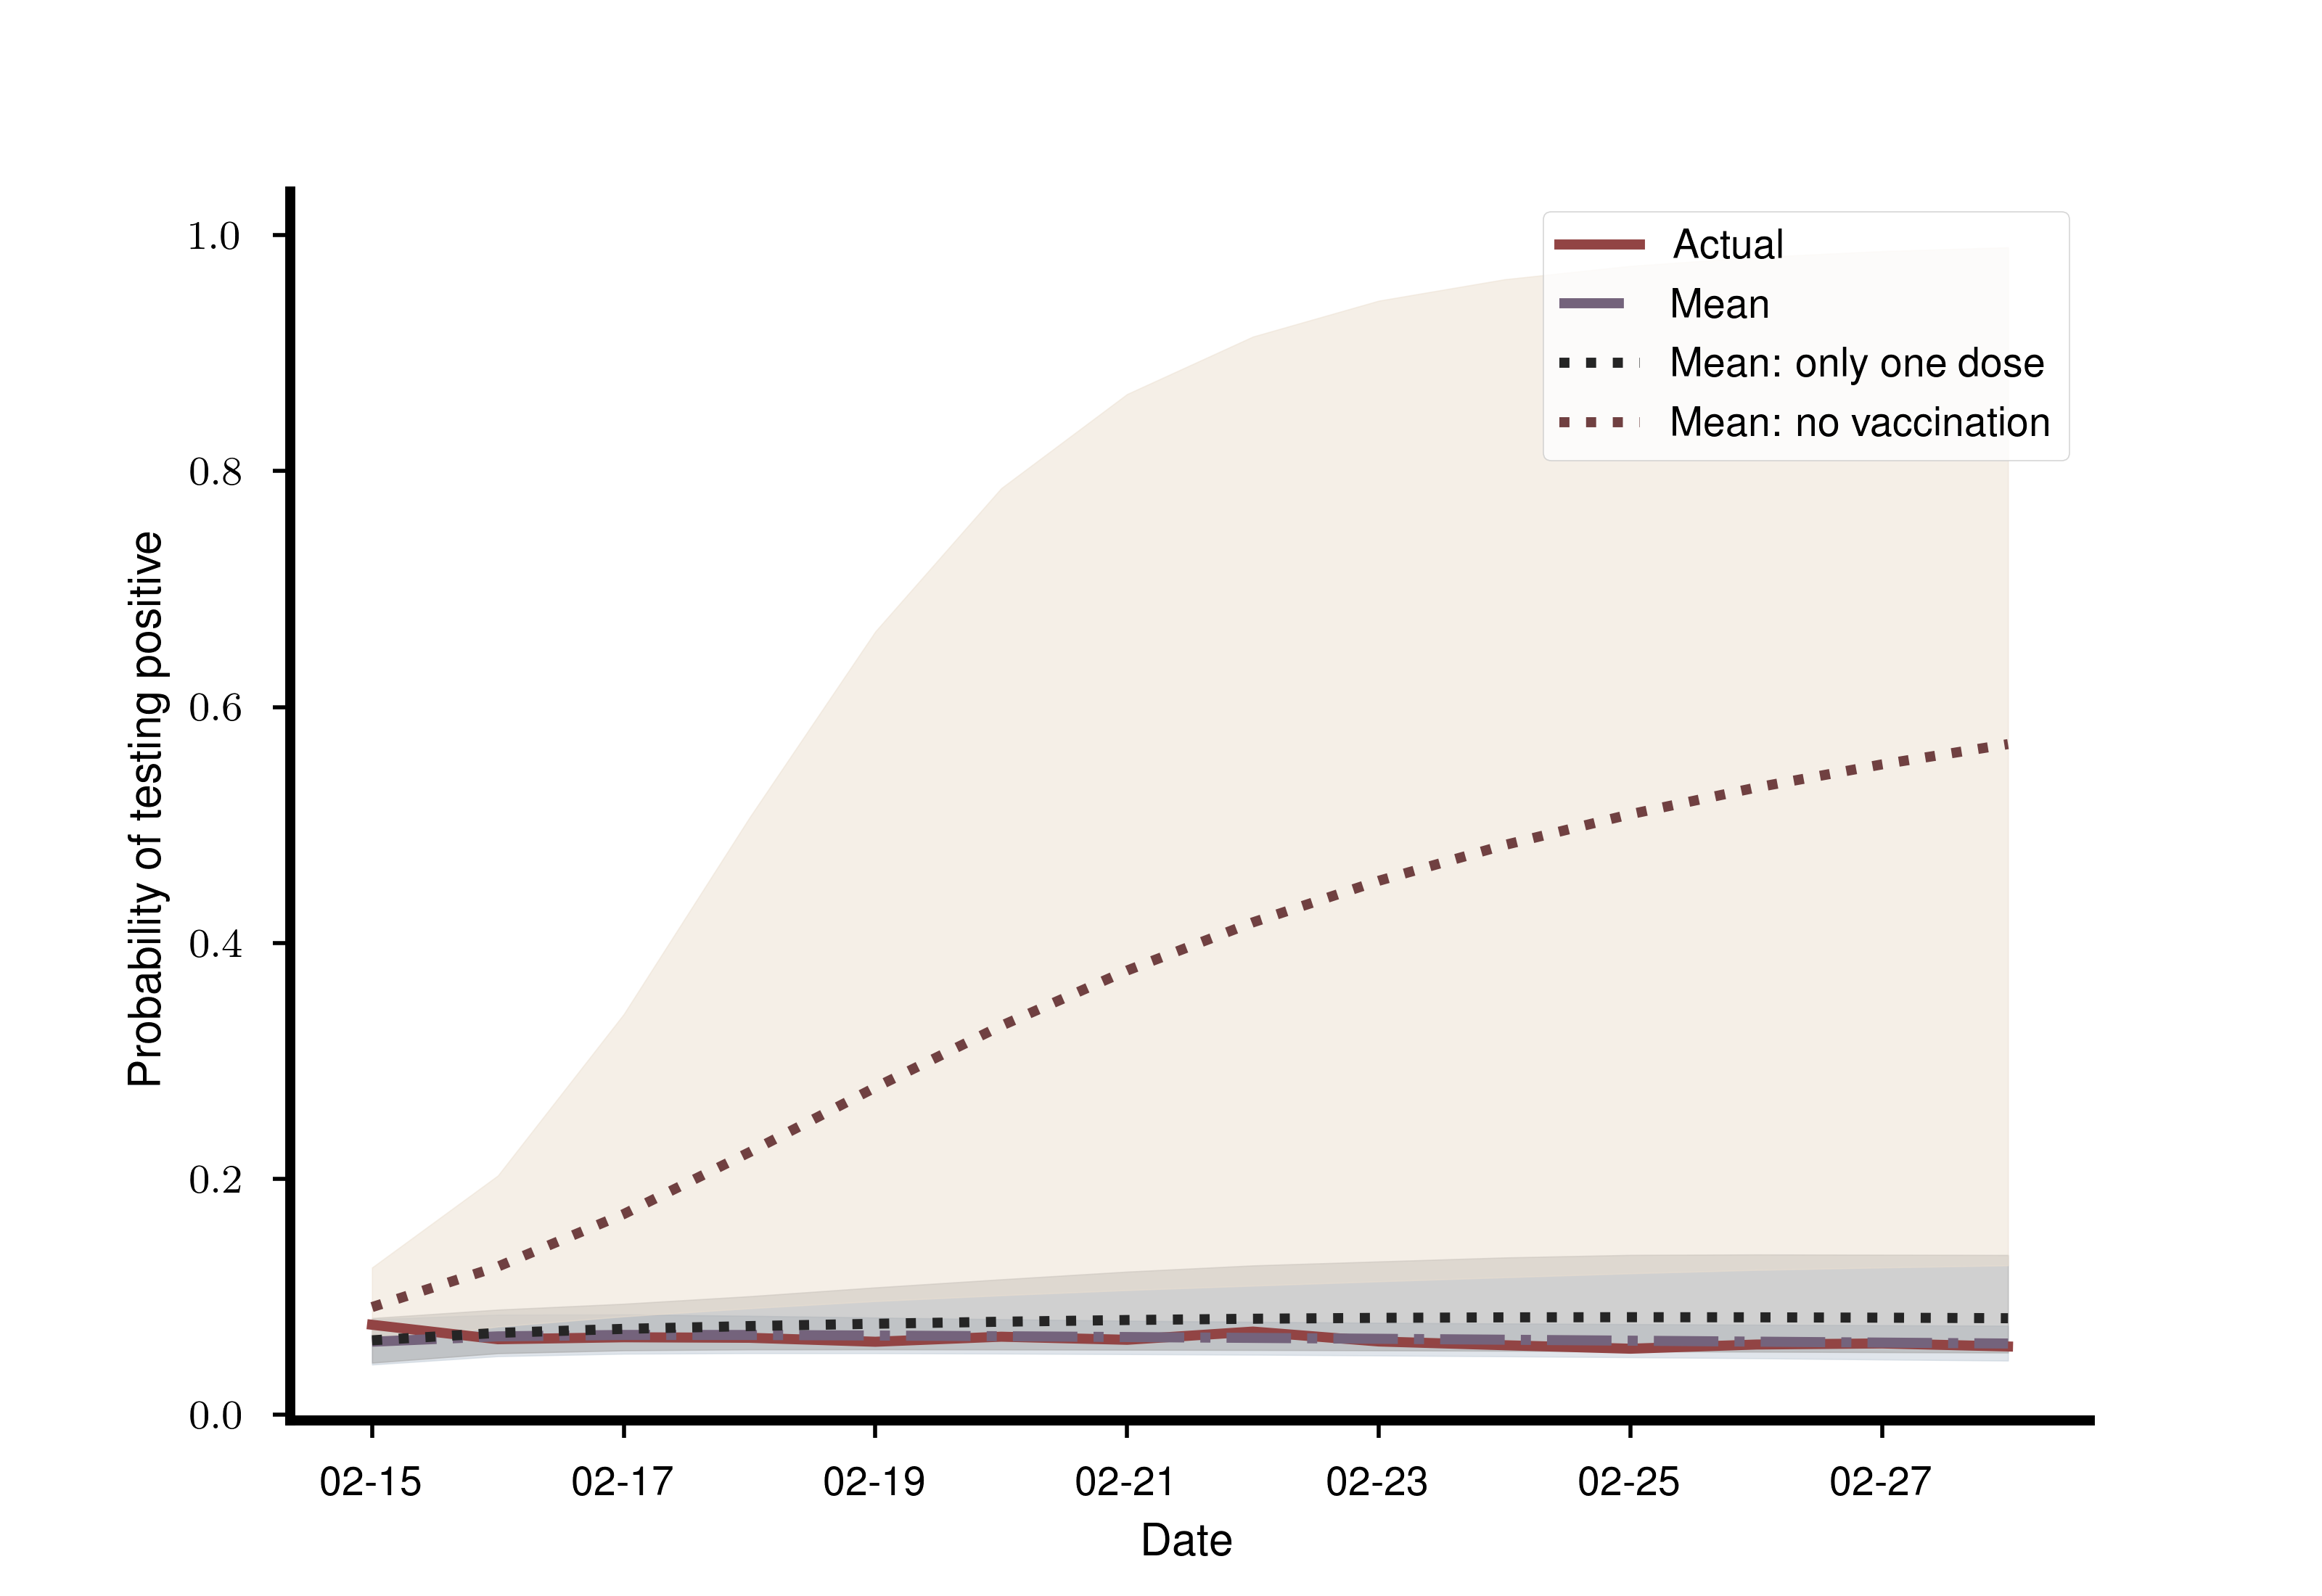 1.0
0.8
0.6
0.4
0.2
0.0
Probability of testing positive
Actual
Mean
Mean: only one dose
Mean: no vaccination
02-15 02-17 02-19 02-21 02-23 02-25 02-27
Date